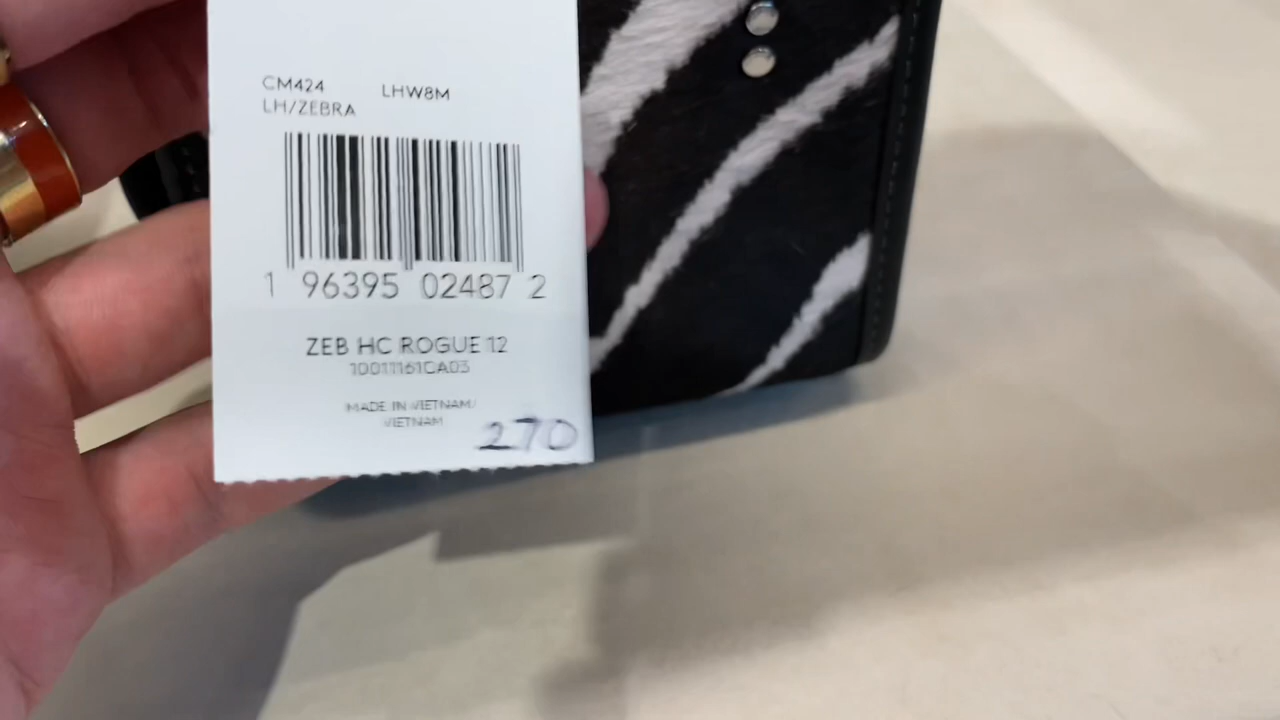 CM424 LHW8M
LH/ZEBRA
1 96395 02487 2
ZEB HC ROGUE 12
10011161CA03
MADE IN VIETNAM/
VIETNAM
270